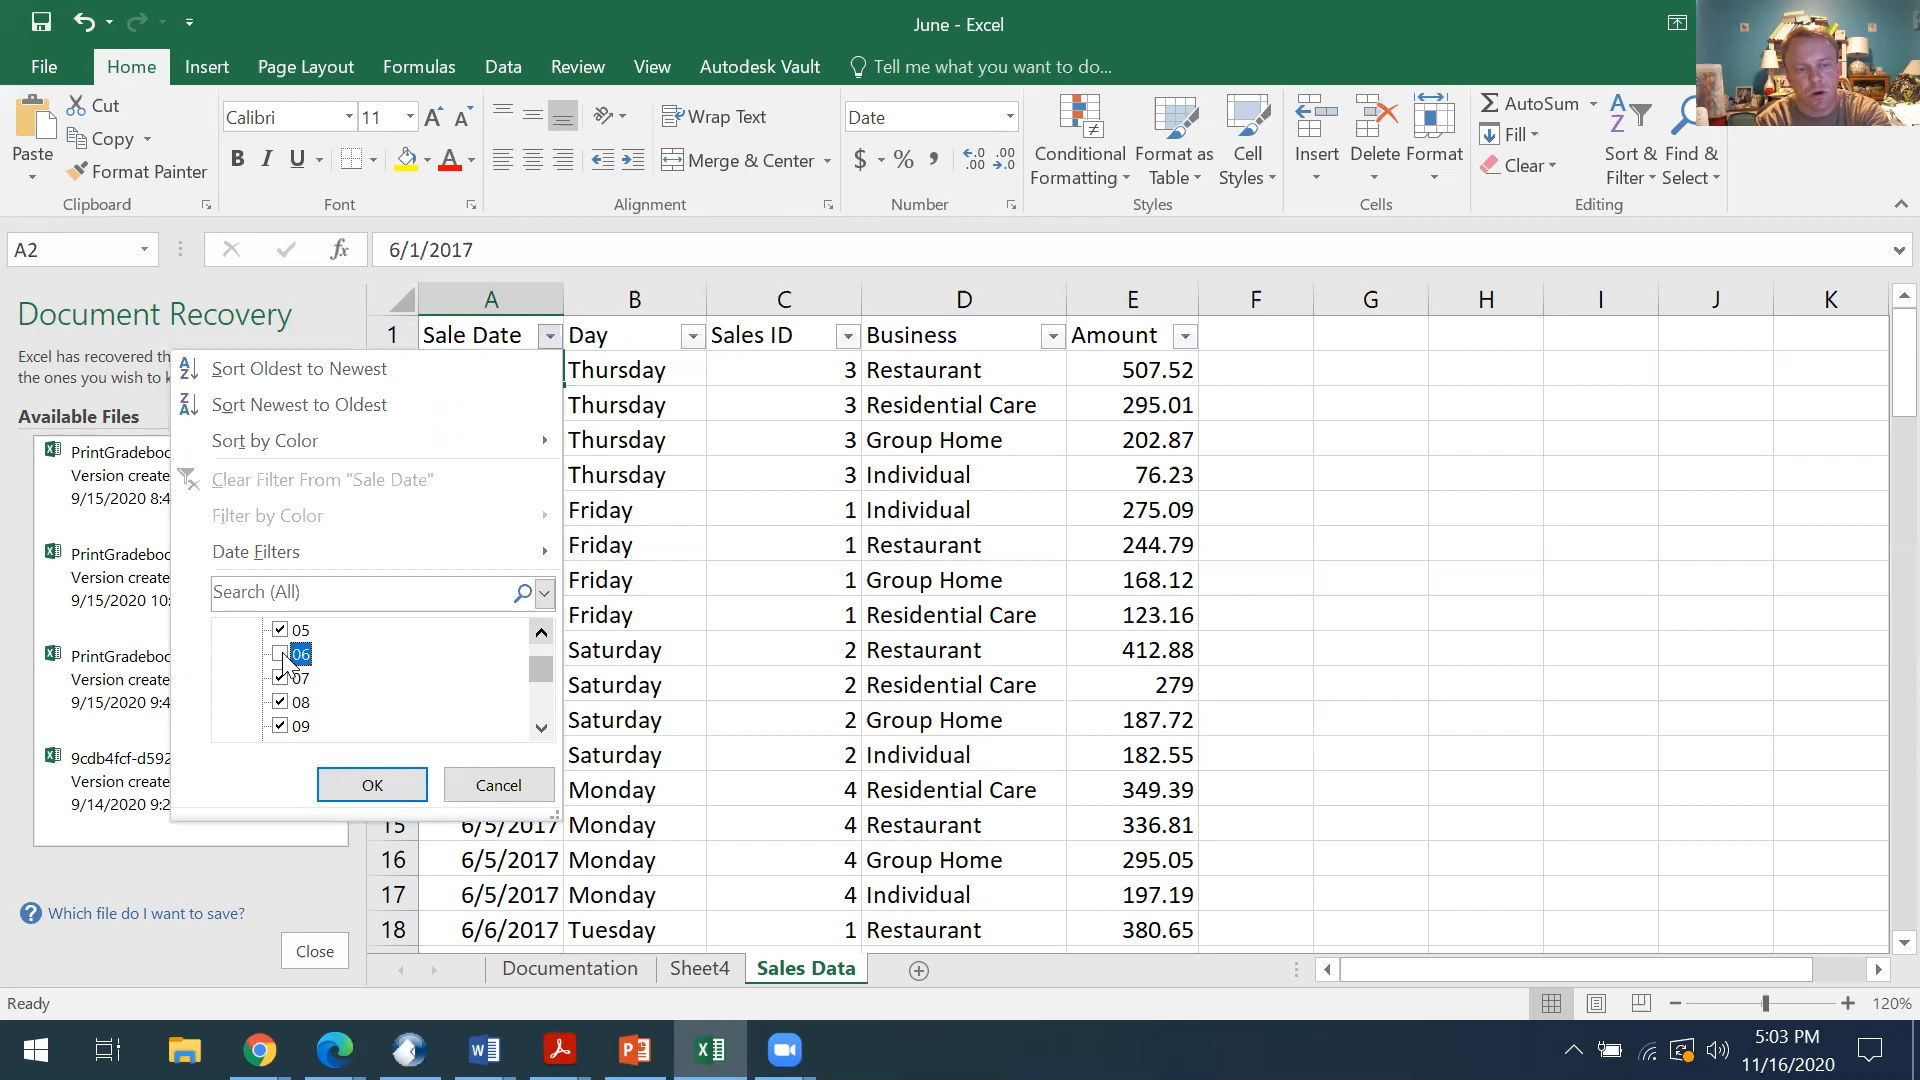 June - Excel
File Home Insert Page Layout Formulas Data Review View Autodesk Vault Tell me what you want to do...
Paste
Cut
Copy
Format Painter
Clipboard
Calibri 11
B I U
Font
Wrap Text
Merge & Center
Alignment
Date
$ % ,
Number
Conditional Formatting
Format as Table
Cell Styles
Styles
Insert Delete Format
Cells
AutoSum
Fill
Clear
Sort & Filter
Find & Select
Editing
A2 fx 6/1/2017
Document Recovery
Excel has recovered th
the ones you wish to k
Available Files
PrintGradeboo
Version create
9/15/2020 8:4
PrintGradeboo
Version create
9/15/2020 10:
PrintGradeboo
Version create
9/15/2020 9:4
9cdb4fcf-d592
Version create
9/14/2020 9:2
Which file do I want to save?
Close
Sort Oldest to Newest
Sort Newest to Oldest
Sort by Color
Clear Filter From "Sale Date"
Filter by Color
Date Filters
Search (All)
05
06
07
08
09
OK Cancel
A B C D E F G H I J K
1 Sale Date Day Sales ID Business Amount
Thursday 3 Restaurant 507.52
Thursday 3 Residential Care 295.01
Thursday 3 Group Home 202.87
Thursday 3 Individual 76.23
Friday 1 Individual 275.09
Friday 1 Restaurant 244.79
Friday 1 Group Home 168.12
Friday 1 Residential Care 123.16
Saturday 2 Restaurant 412.88
Saturday 2 Residential Care 279
Saturday 2 Group Home 187.72
Saturday 2 Individual 182.55
Monday 4 Residential Care 349.39
15 6/5/2017 Monday 4 Restaurant 336.81
16 6/5/2017 Monday 4 Group Home 295.05
17 6/5/2017 Monday 4 Individual 197.19
18 6/6/2017 Tuesday 1 Restaurant 380.65
Documentation Sheet4 Sales Data
Ready
120%
5:03 PM
11/16/2020